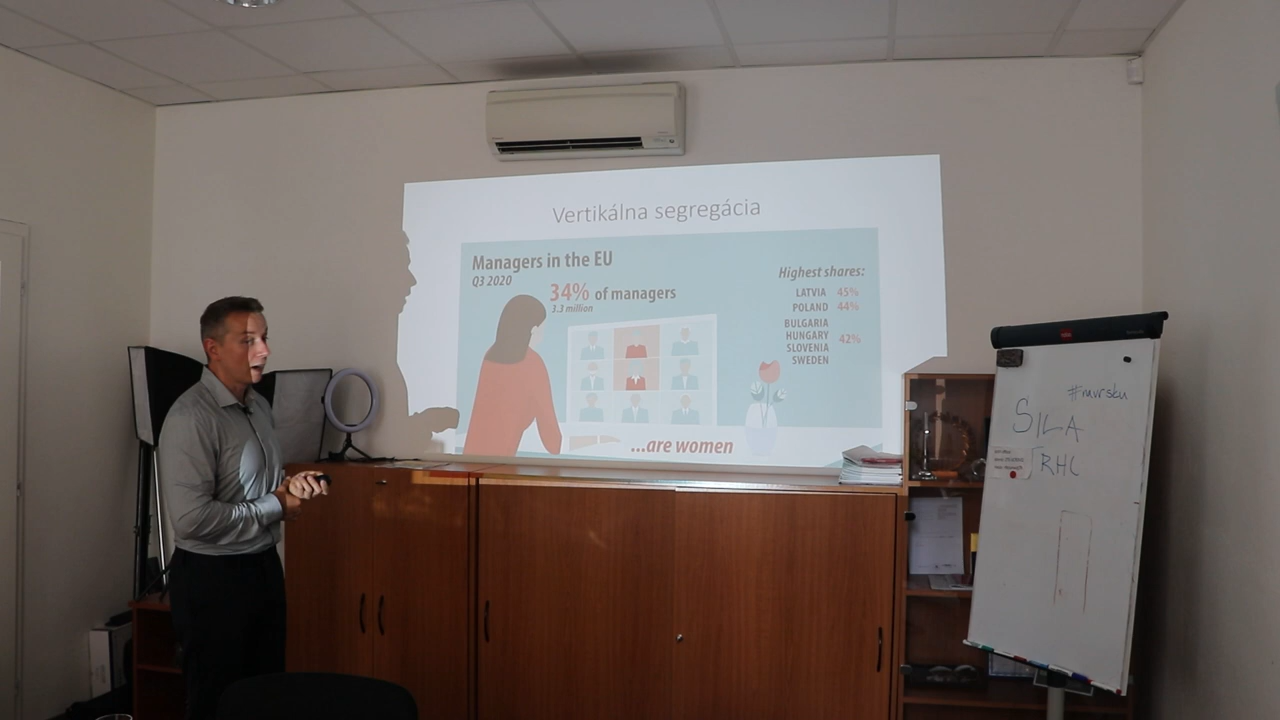 Vertikálna segregácia
Managers in the EU
Q3 2020
34% of managers
3.3 million
...are women
Highest shares:
LATVIA 45%
POLAND 44%
BULGARIA
HUNGARY
SLOVENIA
SWEDEN
42%
#mvrsku
SILA
RHC